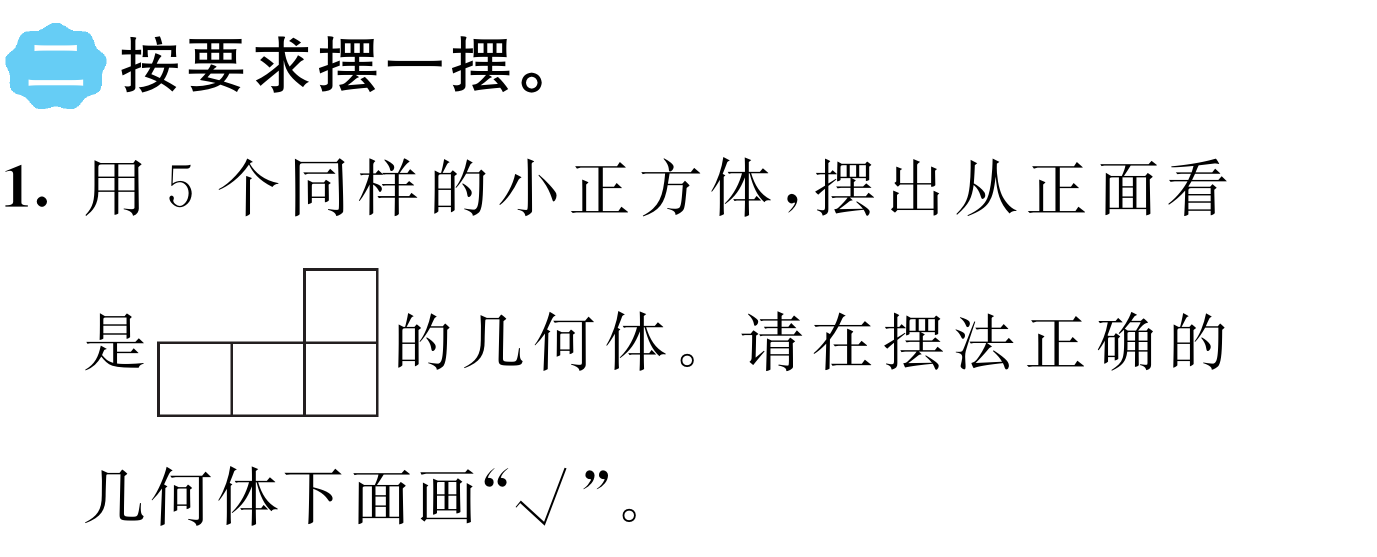 二 按要求摆一摆。
1. 用5个同样的小正方体,摆出从正面看
是 的几何体。请在摆法正确的
几何体下面画“√”。